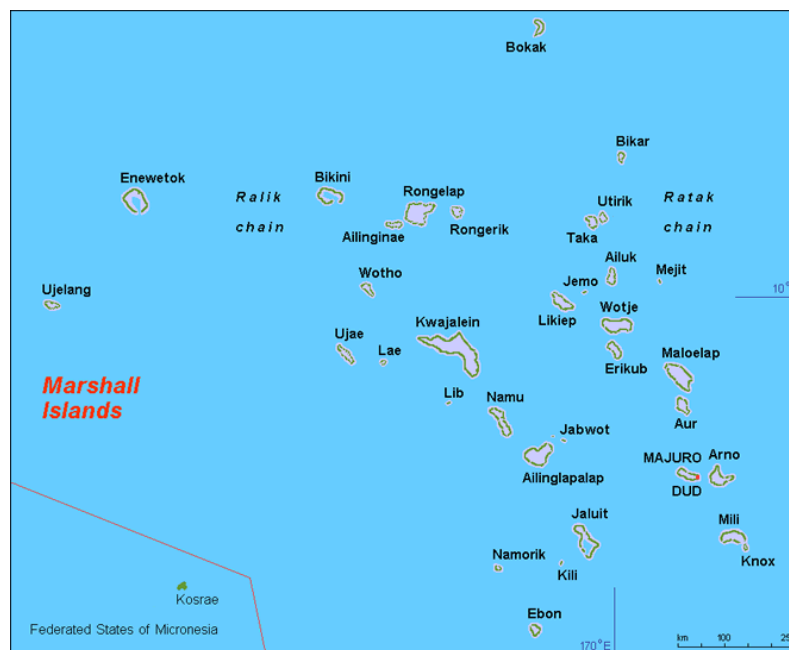 Bokak
Bikar
Enewetok
Bikini
Ralik
chain
Rongelap
Utirik
Ratak
chain
Ailinginae
Rongerik
Taka
Ailuk
Mejit
Wotho
Jemo
Ujelang
10°
Likiep
Wotje
Kwajalein
Ujae
Lae
Erikub
Maloelap
Marshall
Islands
Lib
Namu
Aur
Jabwot
MAJURO
Arno
Ailinglapalap
DUD
Jaluit
Mili
Namorik
Kili
Knox
Kosrae
Ebon
Federated States of Micronesia
170°E
km 100 25